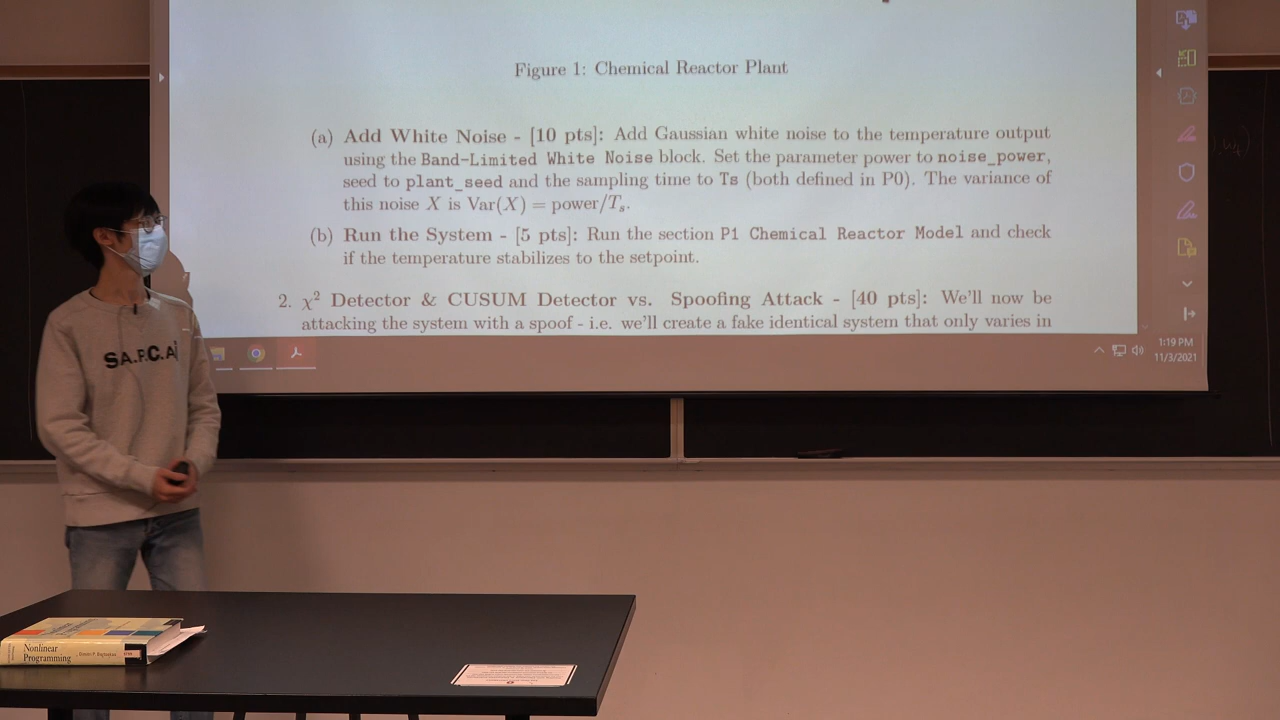 Figure 1: Chemical Reactor Plant
(a) Add White Noise - [10 pts]: Add Gaussian white noise to the temperature output
using the Band-Limited White Noise block. Set the parameter power to noise_power,
seed to plant_seed and the sampling time to Ts (both defined in P0). The variance of
this noise X is Var(X) = power/Tₛ.
(b) Run the System - [5 pts]: Run the section P1 Chemical Reactor Model and check
if the temperature stabilizes to the setpoint.
2. χ² Detector & CUSUM Detector vs. Spoofing Attack - [40 pts]: We'll now be
attacking the system with a spoof - i.e. we'll create a fake identical system that only varies in
1:19 PM
11/3/2021
Nonlinear
Programming